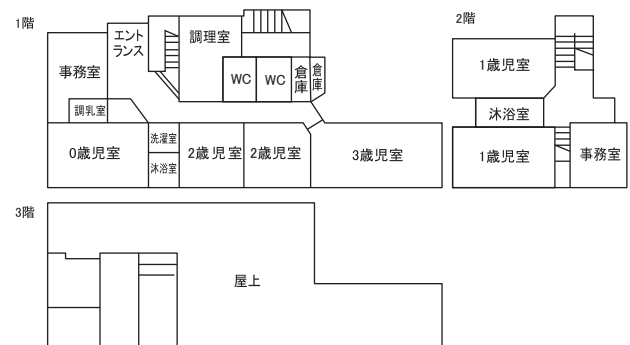 1階
エント
ランス
調理室
事務室
WC
WC
倉庫
倉庫
調乳室
0歳児室
洗濯室
沐浴室
2歳児室
2歳児室
3歳児室
2階
1歳児室
沐浴室
1歳児室
事務室
3階
屋上